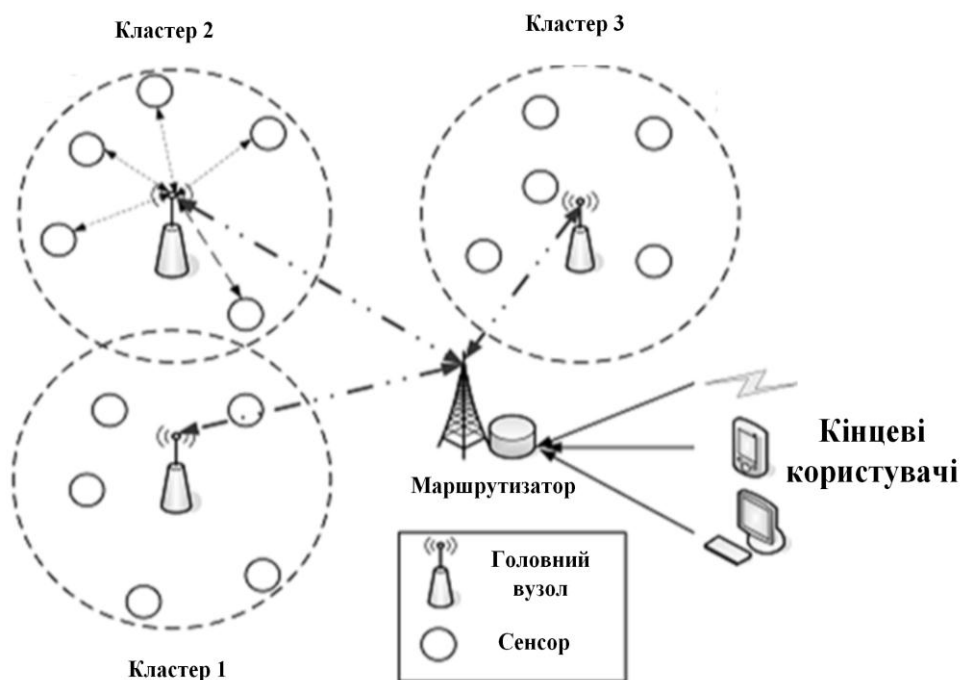 Кластер 2
Кластер 3
Кінцеві
користувачі
Маршрутизатор
Головний
вузол
Сенсор
Кластер 1